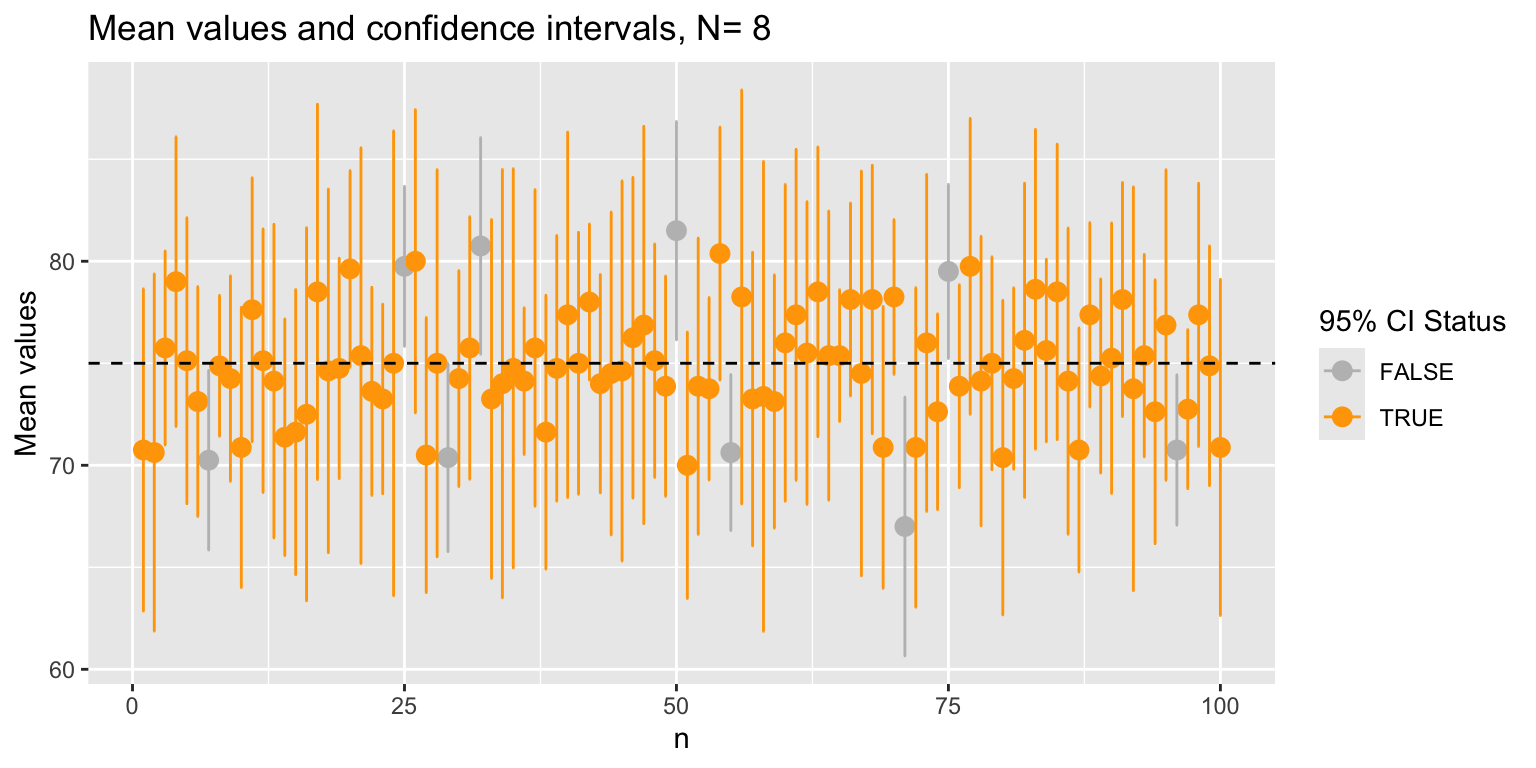 Mean values and confidence intervals, N= 8
Mean values
80
70
60
0
25
50
75
100
n
95% CI Status
FALSE
TRUE